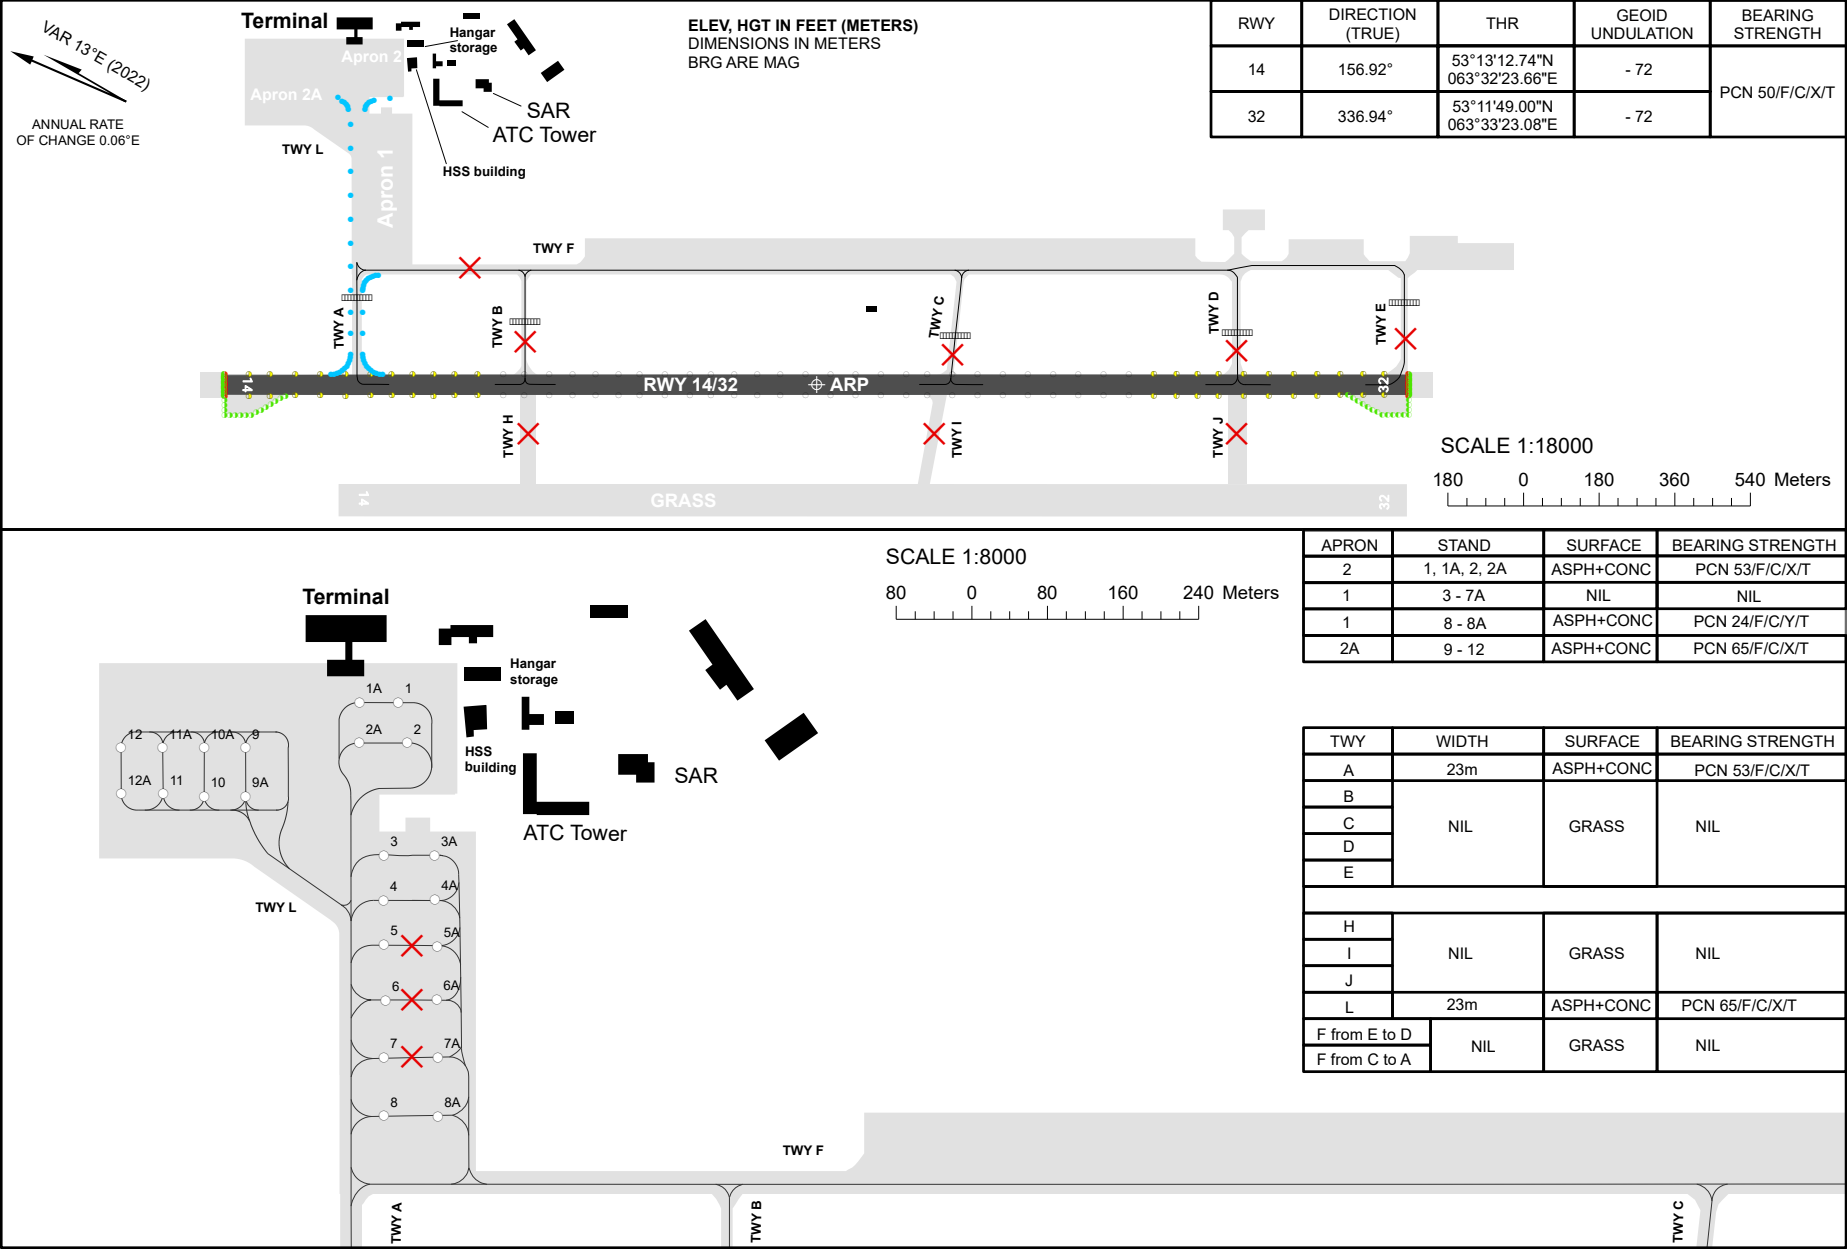 VAR 13°E (2022)
ANNUAL RATE
OF CHANGE 0.06°E
Terminal
Hangar
storage
Apron 2
Apron 2A
SAR
ATC Tower
HSS building
TWY L
Apron 1
ELEV, HGT IN FEET (METERS)
DIMENSIONS IN METERS
BRG ARE MAG
RWY DIRECTION (TRUE) THR GEOID UNDULATION BEARING STRENGTH
14 156.92° 53°13'12.74"N 063°32'23.66"E - 72 PCN 50/F/C/X/T
32 336.94° 53°11'49.00"N 063°33'23.08"E - 72
TWY F
TWY A
TWY B
TWY C
TWY D
TWY E
14
RWY 14/32
ARP
32
TWY H
TWY I
TWY J
14
GRASS
32
SCALE 1:18000
180 0 180 360 540 Meters
SCALE 1:8000
80 0 80 160 240 Meters
Terminal
Hangar
storage
HSS
building
SAR
ATC Tower
1A 1
2A 2
12 11A 10A 9
12A 11 10 9A
3 3A
4 4A
5 5A
6 6A
7 7A
8 8A
TWY L
TWY F
TWY A
TWY B
TWY C
APRON STAND SURFACE BEARING STRENGTH
2 1, 1A, 2, 2A ASPH+CONC PCN 53/F/C/X/T
1 3 - 7A NIL NIL
1 8 - 8A ASPH+CONC PCN 24/F/C/Y/T
2A 9 - 12 ASPH+CONC PCN 65/F/C/X/T
TWY WIDTH SURFACE BEARING STRENGTH
A 23m ASPH+CONC PCN 53/F/C/X/T
B
C NIL GRASS NIL
D
E
H
I NIL GRASS NIL
J
L 23m ASPH+CONC PCN 65/F/C/X/T
F from E to D NIL GRASS NIL
F from C to A